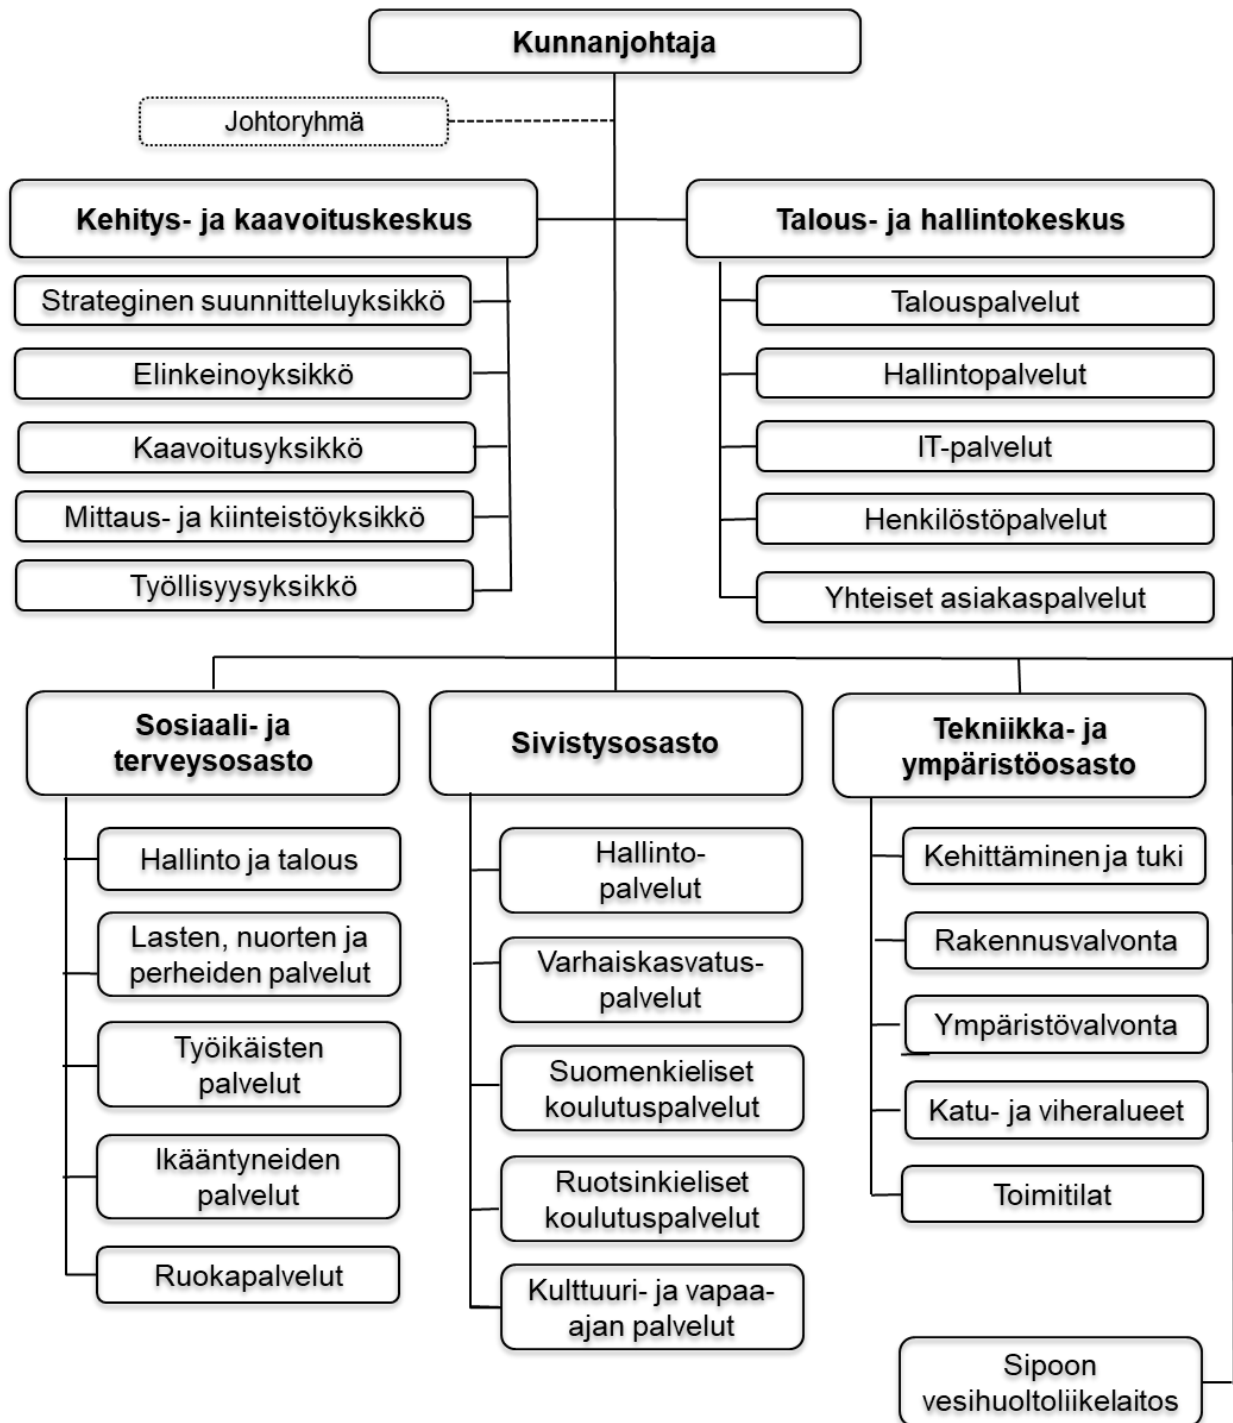 Kunnanjohtaja
Johtoryhmä
Kehitys- ja kaavoituskeskus
Strateginen suunnitteluyksikkö
Elinkeinoyksikkö
Kaavoitusyksikkö
Mittaus- ja kiinteistöyksikkö
Työllisyysyksikkö
Talous- ja hallintokeskus
Talouspalvelut
Hallintopalvelut
IT-palvelut
Henkilöstöpalvelut
Yhteiset asiakaspalvelut
Sosiaali- ja
terveysosasto
Hallinto ja talous
Lasten, nuorten ja
perheiden palvelut
Työikäisten
palvelut
Ikääntyneiden
palvelut
Ruokapalvelut
Sivistysosasto
Hallinto-
palvelut
Varhaiskasvatus-
palvelut
Suomenkieliset
koulutuspalvelut
Ruotsinkieliset
koulutuspalvelut
Kulttuuri- ja vapaa-
ajan palvelut
Tekniikka- ja
ympäristöosasto
Kehittäminen ja tuki
Rakennusvalvonta
Ympäristövalvonta
Katu- ja viheralueet
Toimitilat
Sipoon
vesihuoltoliikelaitos